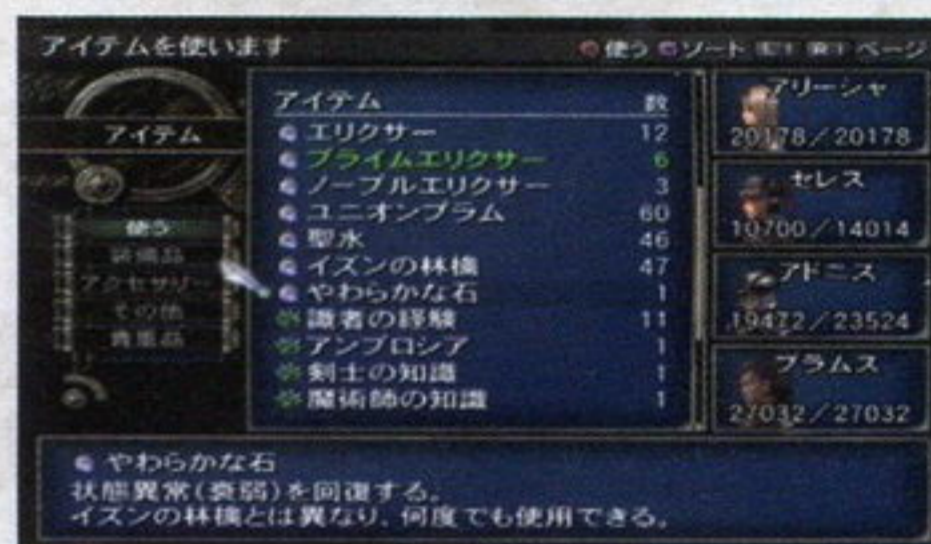 アイテムを使います
使う ソート L1 R1 ページ
アイテム
使う
装備品
アクセサリー
その他
貴重品
アイテム 数
エリクサー 12
プライムエリクサー 6
ノーブルエリクサー 3
ユニオンプラム 60
聖水 46
イズンの林檎 47
やわらかな石 1
識者の経験 11
アンブロシア 1
剣士の知識 1
魔術師の知識 1
アリーシャ
20178／20178
セレス
10700／14014
アドニス
19472／23524
ブラムス
27032／27032
やわらかな石
状態異常(衰弱)を回復する。
イズンの林檎とは異なり、何度でも使用できる。